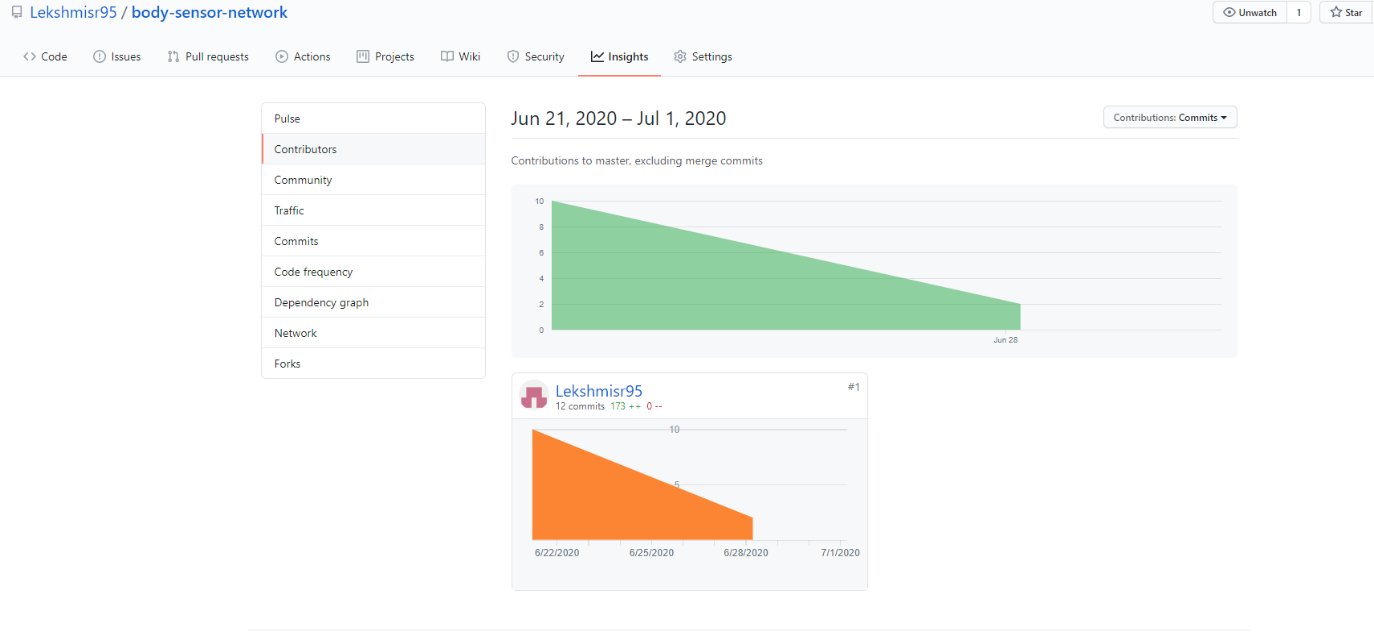 Lekshmisr95 / body-sensor-network
Unwatch 1 Star
Code Issues Pull requests Actions Projects Wiki Security Insights Settings
Pulse
Contributors
Community
Traffic
Commits
Code frequency
Dependency graph
Network
Forks
Jun 21, 2020 – Jul 1, 2020
Contributions: Commits
Contributions to master, excluding merge commits
10
8
6
4
2
0
Jun 28
Lekshmisr95 #1
12 commits 173 ++ 0 --
10
5
6/22/2020 6/25/2020 6/28/2020 7/1/2020